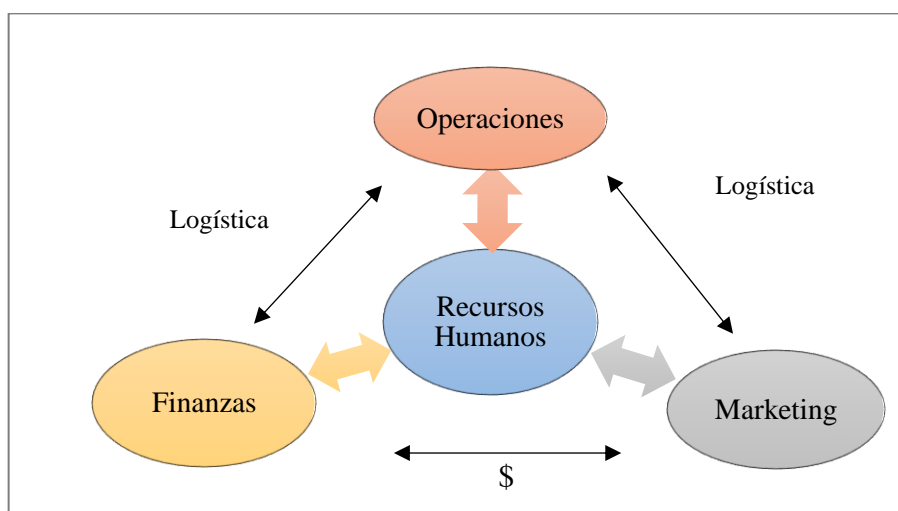 Operaciones
Logística
Logística
Recursos
Humanos
Finanzas
Marketing
$